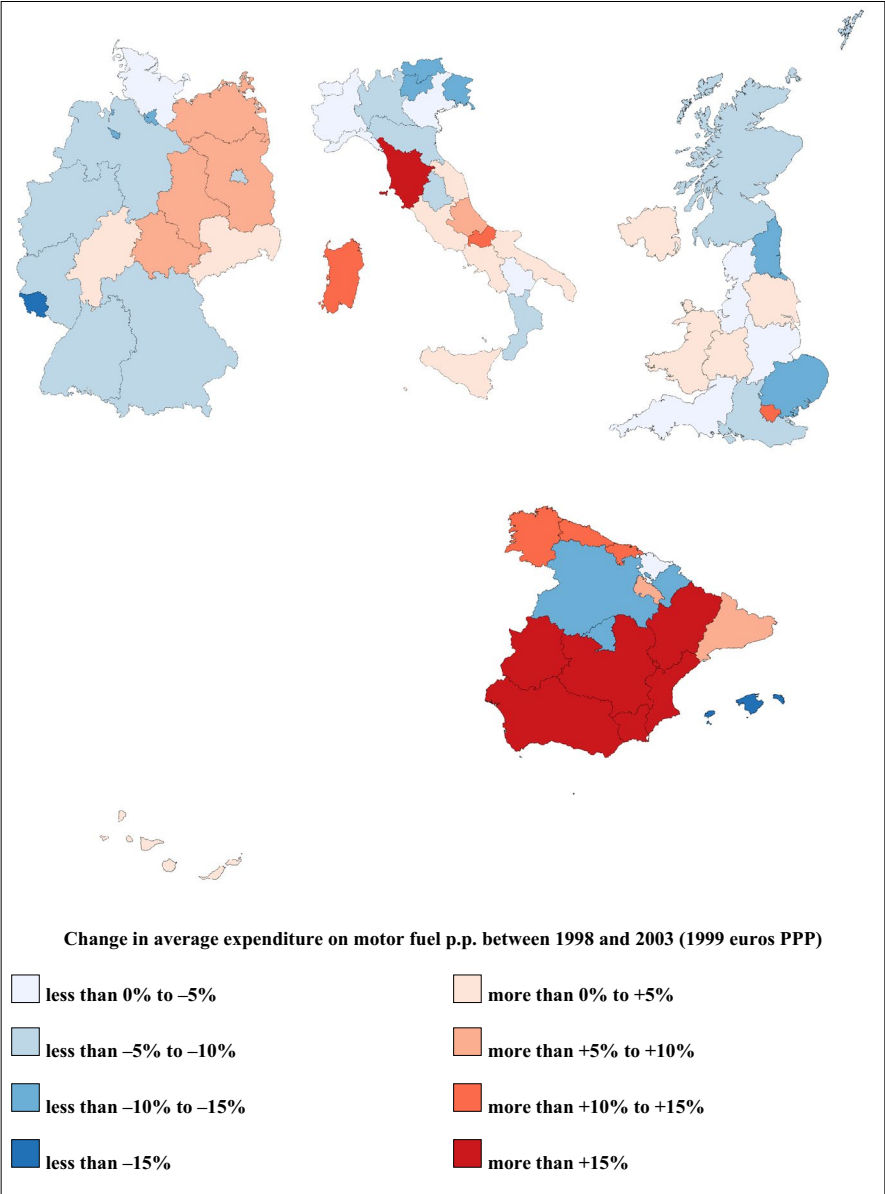 Change in average expenditure on motor fuel p.p. between 1998 and 2003 (1999 euros PPP)
less than 0% to –5%
less than –5% to –10%
less than –10% to –15%
less than –15%
more than 0% to +5%
more than +5% to +10%
more than +10% to +15%
more than +15%